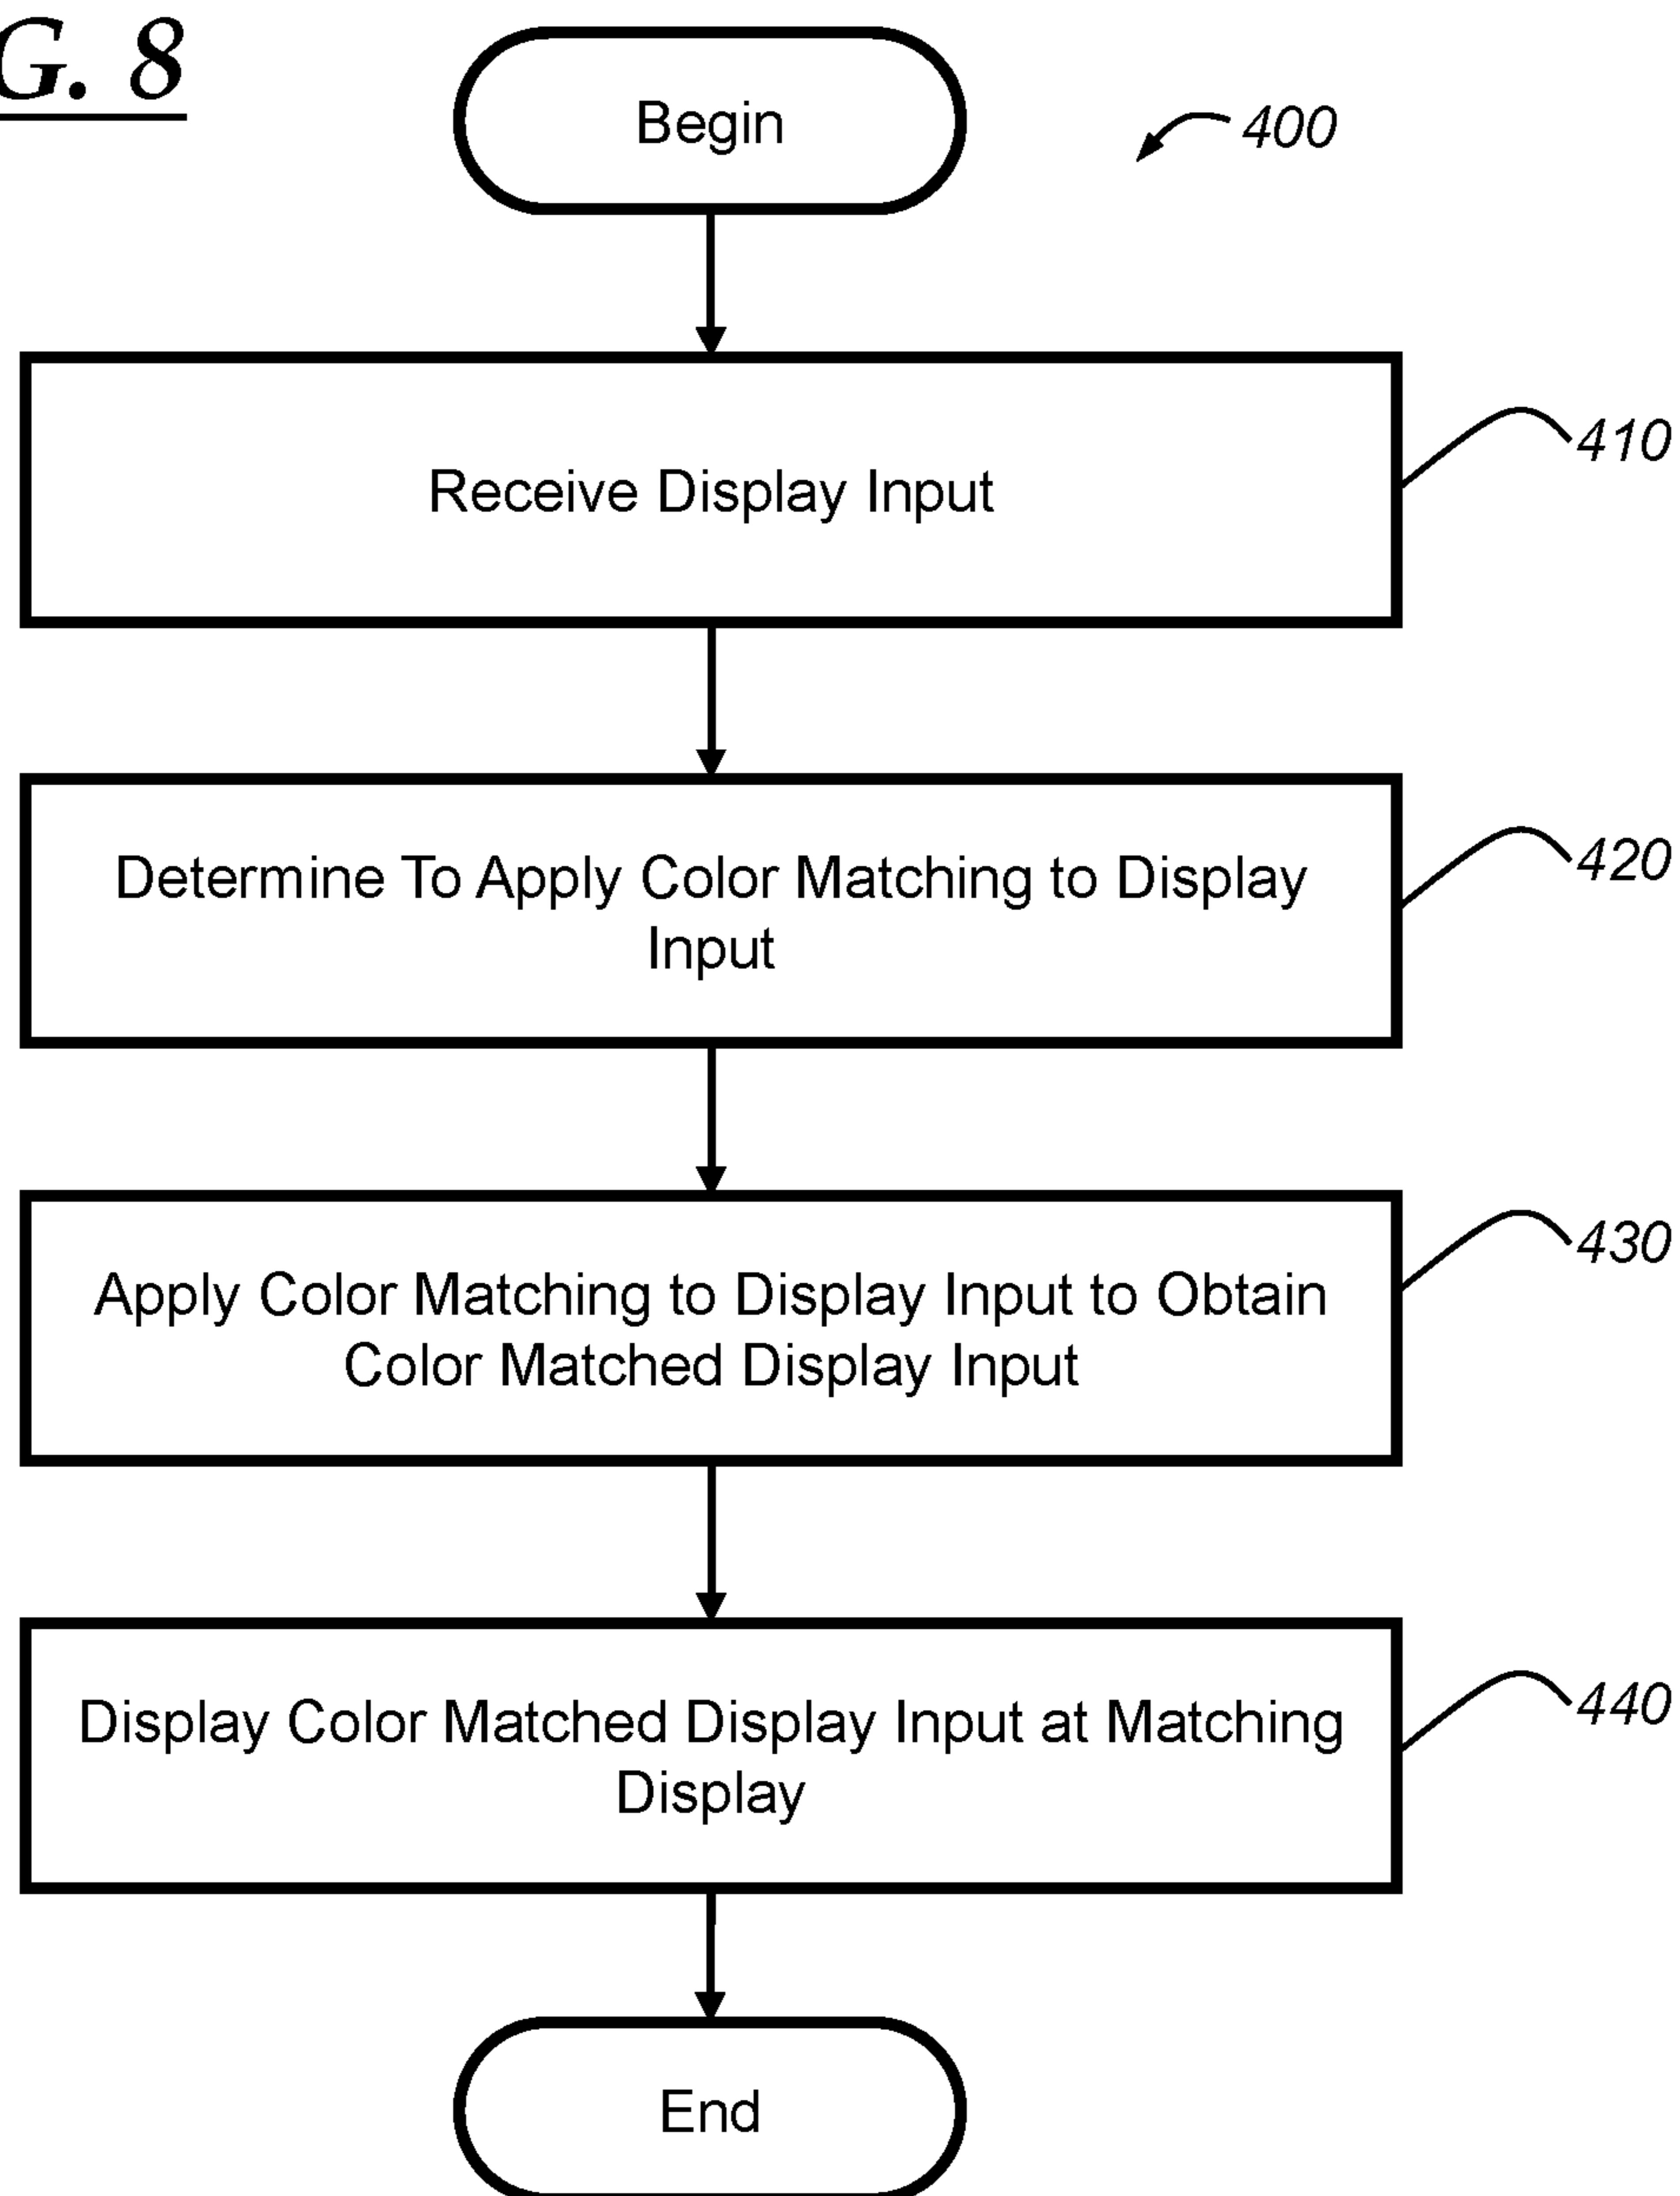 G. 8
Begin
400
Receive Display Input
410
Determine To Apply Color Matching to Display
Input
420
Apply Color Matching to Display Input to Obtain
Color Matched Display Input
430
Display Color Matched Display Input at Matching
Display
440
End